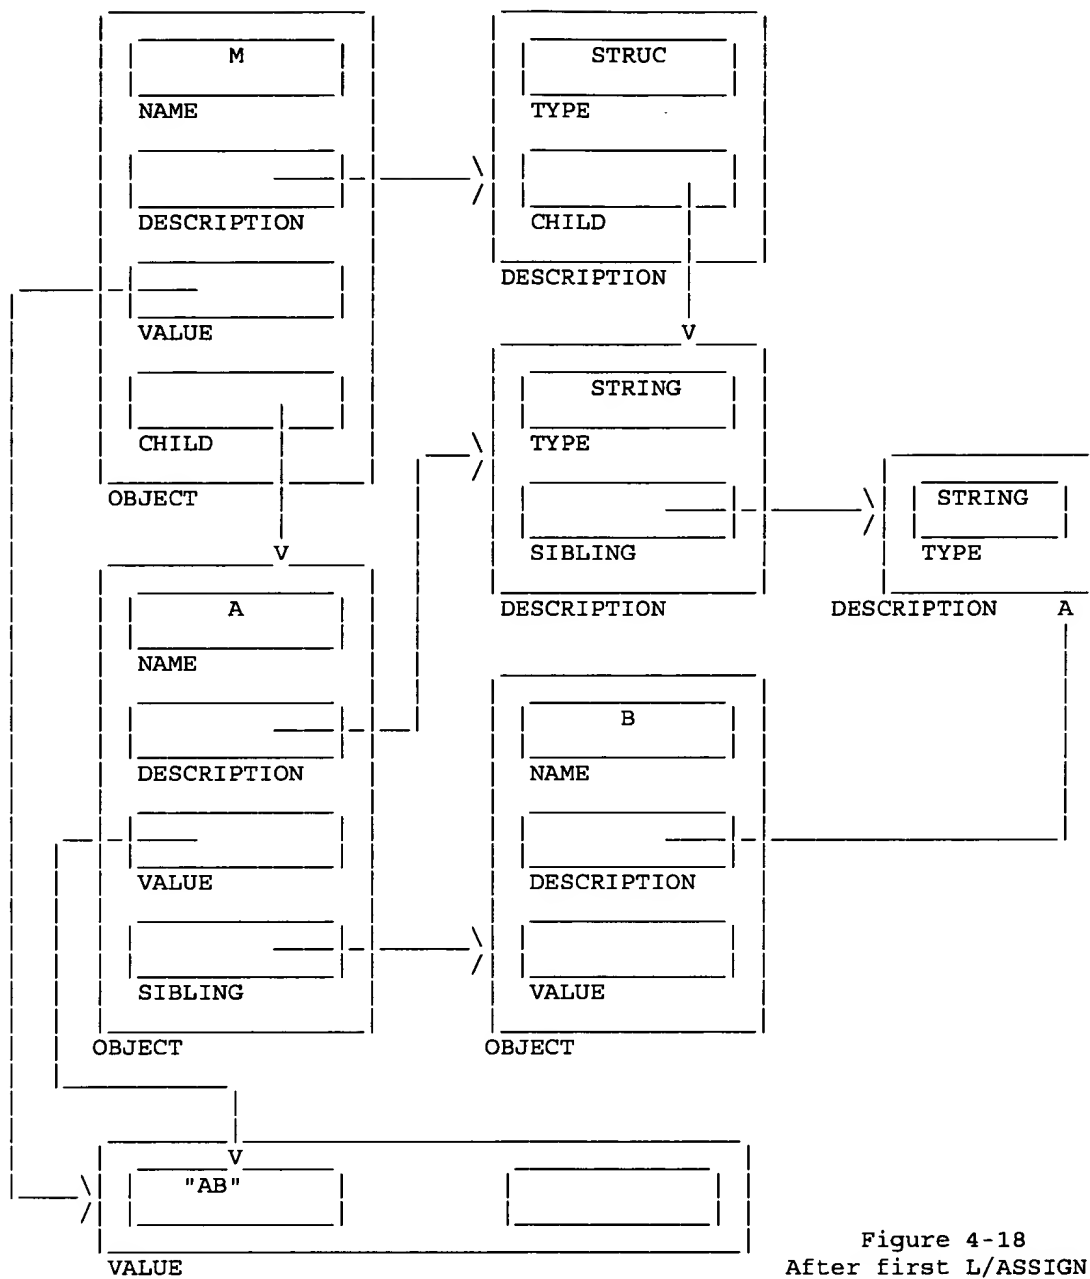 M
STRUC
NAME
TYPE
DESCRIPTION
CHILD
DESCRIPTION
VALUE
STRING
CHILD
TYPE
OBJECT
STRING
SIBLING
TYPE
A
DESCRIPTION
DESCRIPTION A
NAME
B
DESCRIPTION
NAME
VALUE
DESCRIPTION
SIBLING
VALUE
OBJECT
OBJECT
"AB"
VALUE
Figure 4-18
After first L/ASSIGN